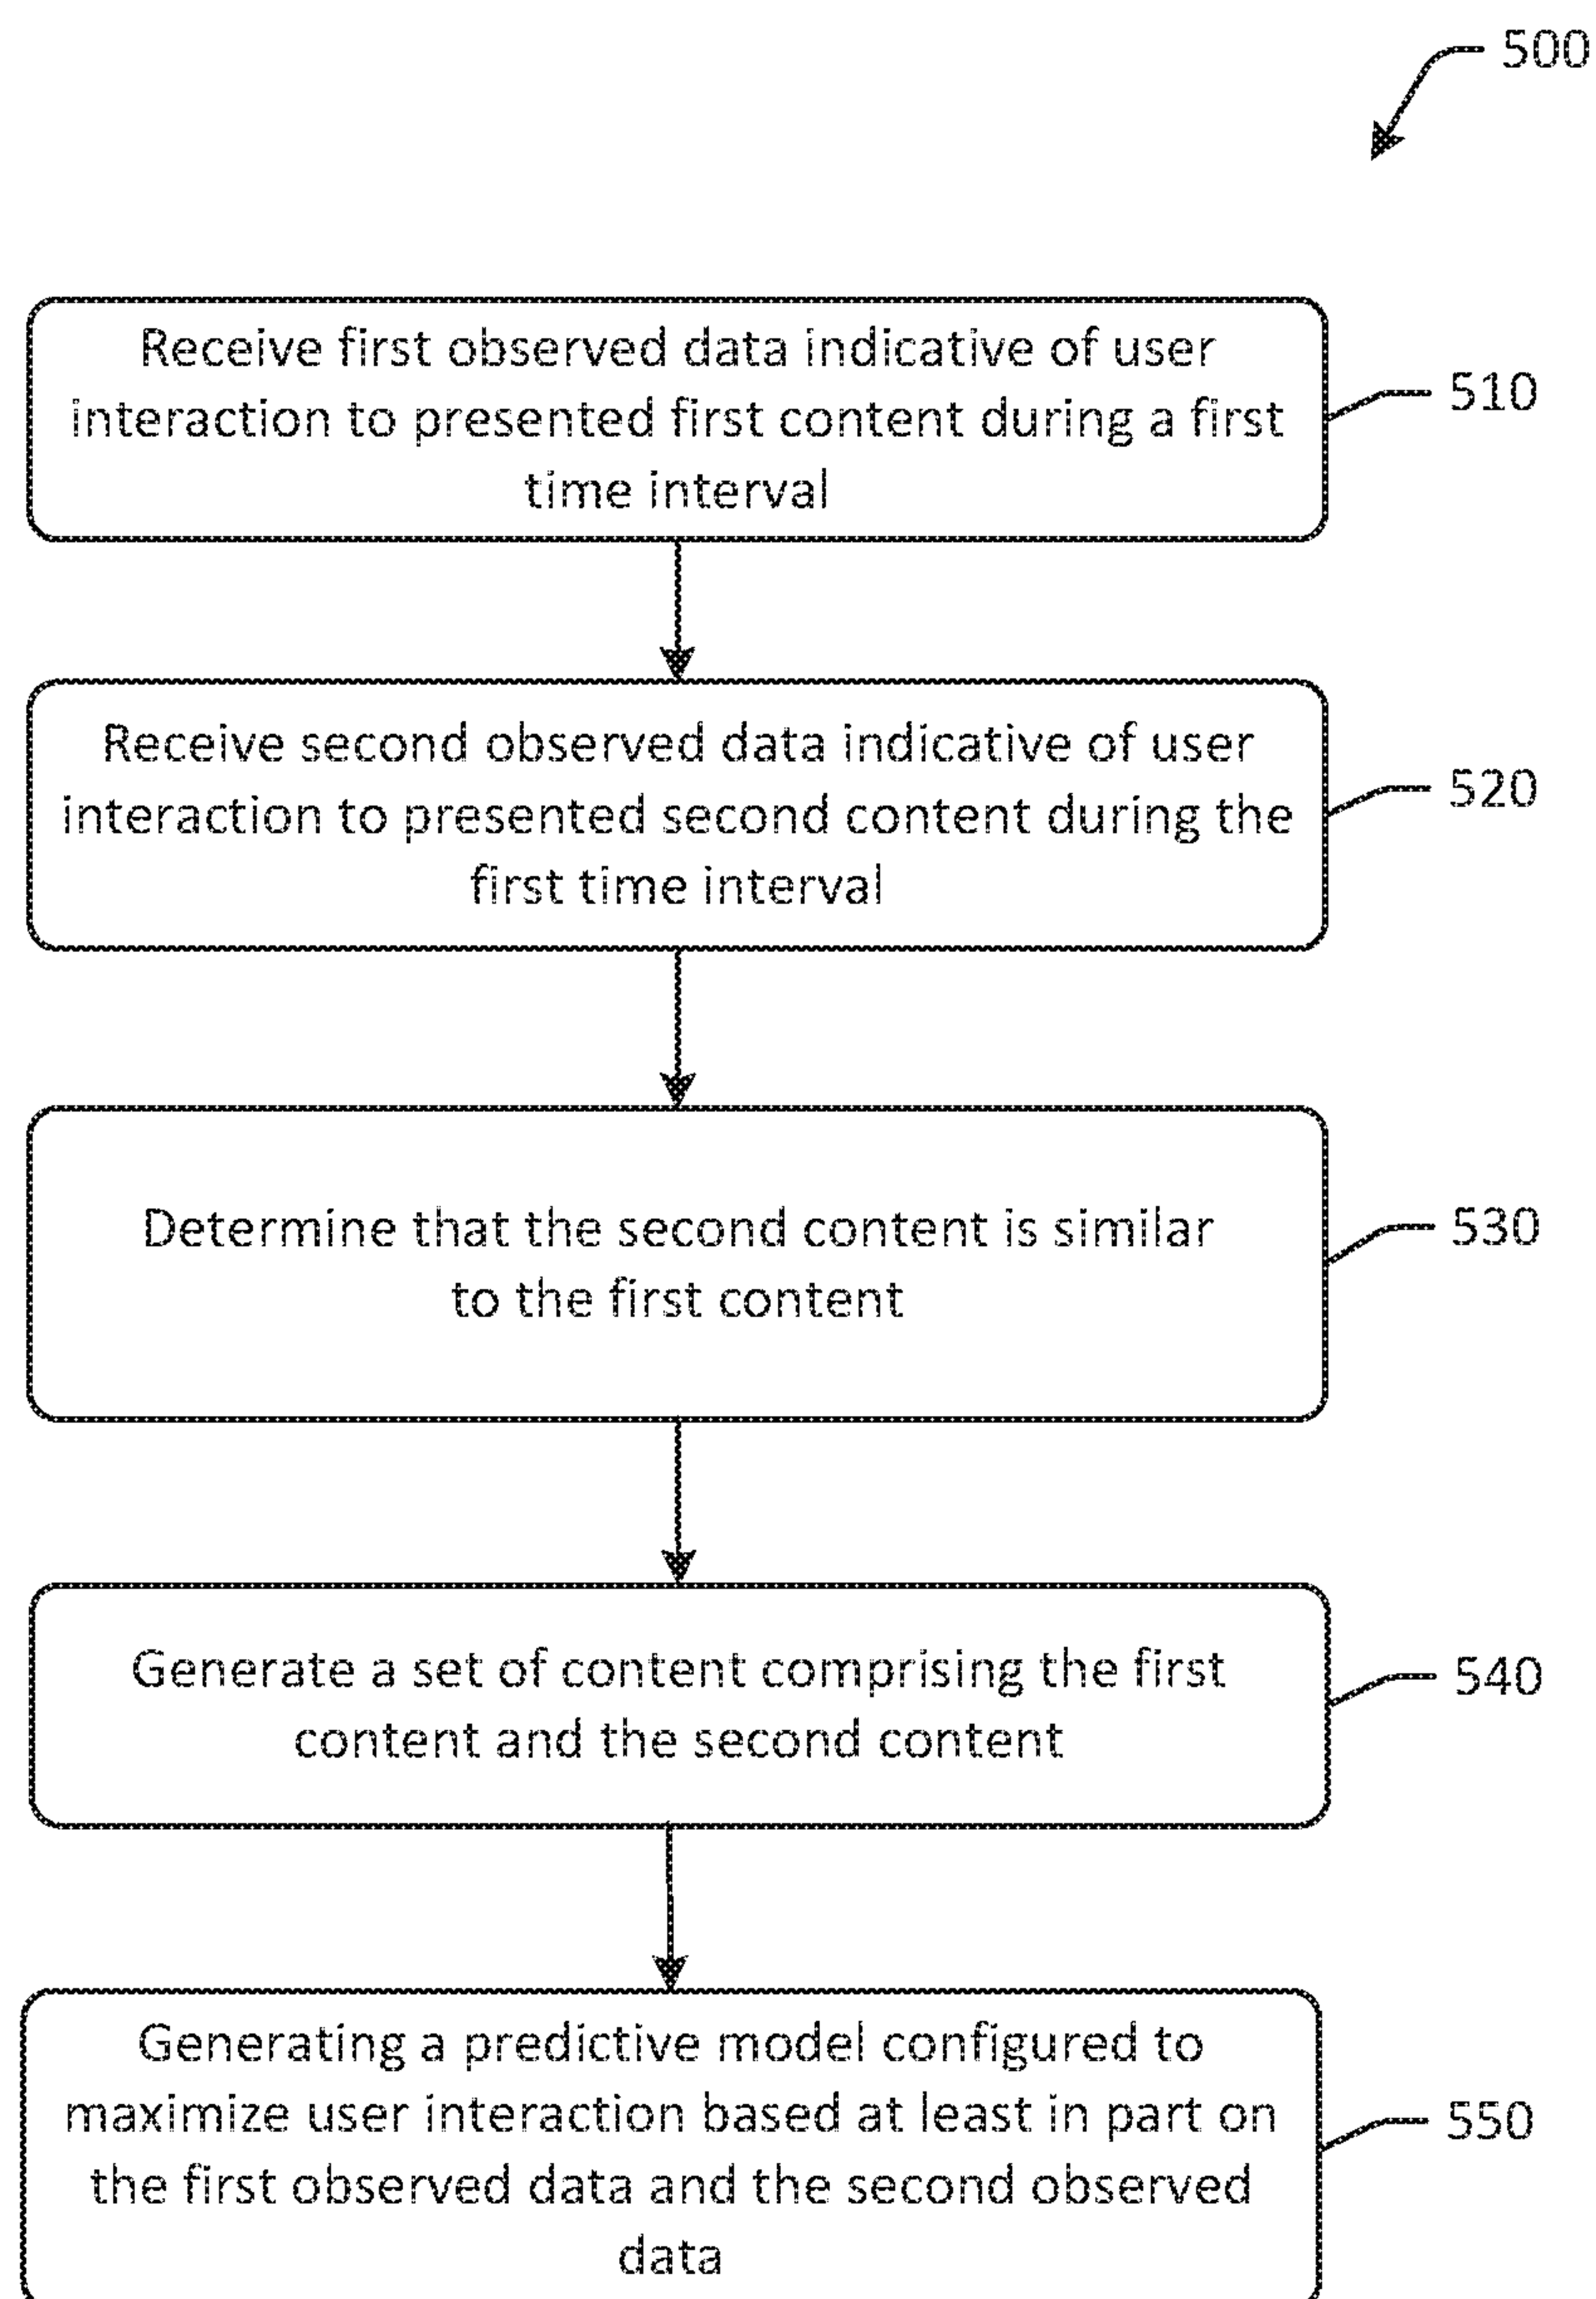 500
Receive first observed data indicative of user
interaction to presented first content during a first
time interval
510
Receive second observed data indicative of user
interaction to presented second content during the
first time interval
520
Determine that the second content is similar
to the first content
530
Generate a set of content comprising the first
content and the second content
540
Generating a predictive model configured to
maximize user interaction based at least in part on
the first observed data and the second observed
data
550